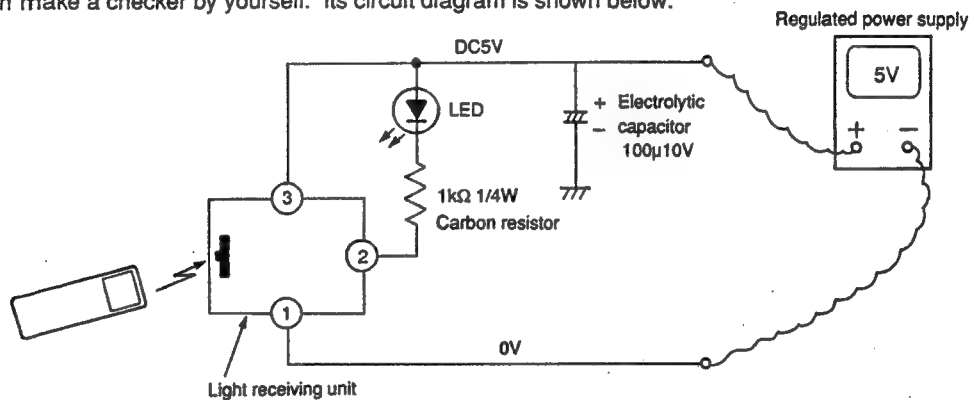 make a checker by yourself. Its circuit diagram is shown below.
Regulated power supply
DC5V
5V
LED
+ Electrolytic
− capacitor
100μ10V
+ −
3
1kΩ 1/4W
Carbon resistor
2
1
0V
Light receiving unit